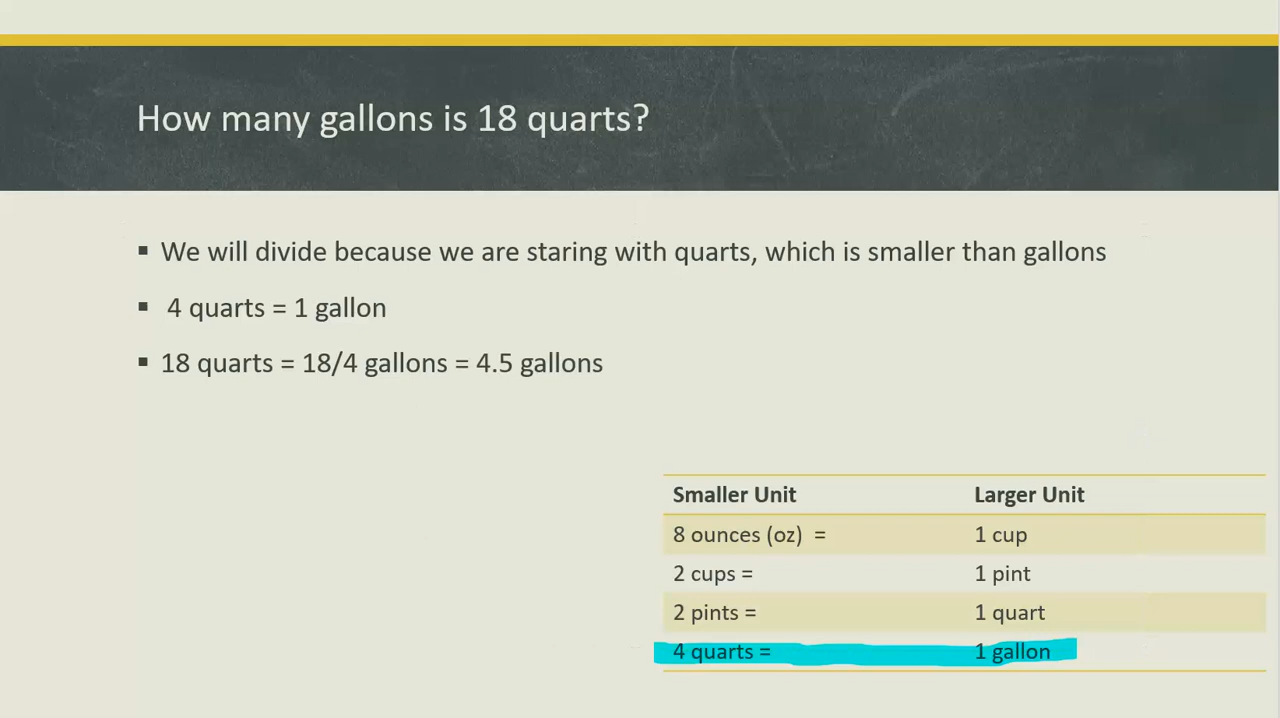 How many gallons is 18 quarts?
▪ We will divide because we are staring with quarts, which is smaller than gallons
▪ 4 quarts = 1 gallon
▪ 18 quarts = 18/4 gallons = 4.5 gallons
Smaller Unit Larger Unit
8 ounces (oz) = 1 cup
2 cups = 1 pint
2 pints = 1 quart
4 quarts = 1 gallon